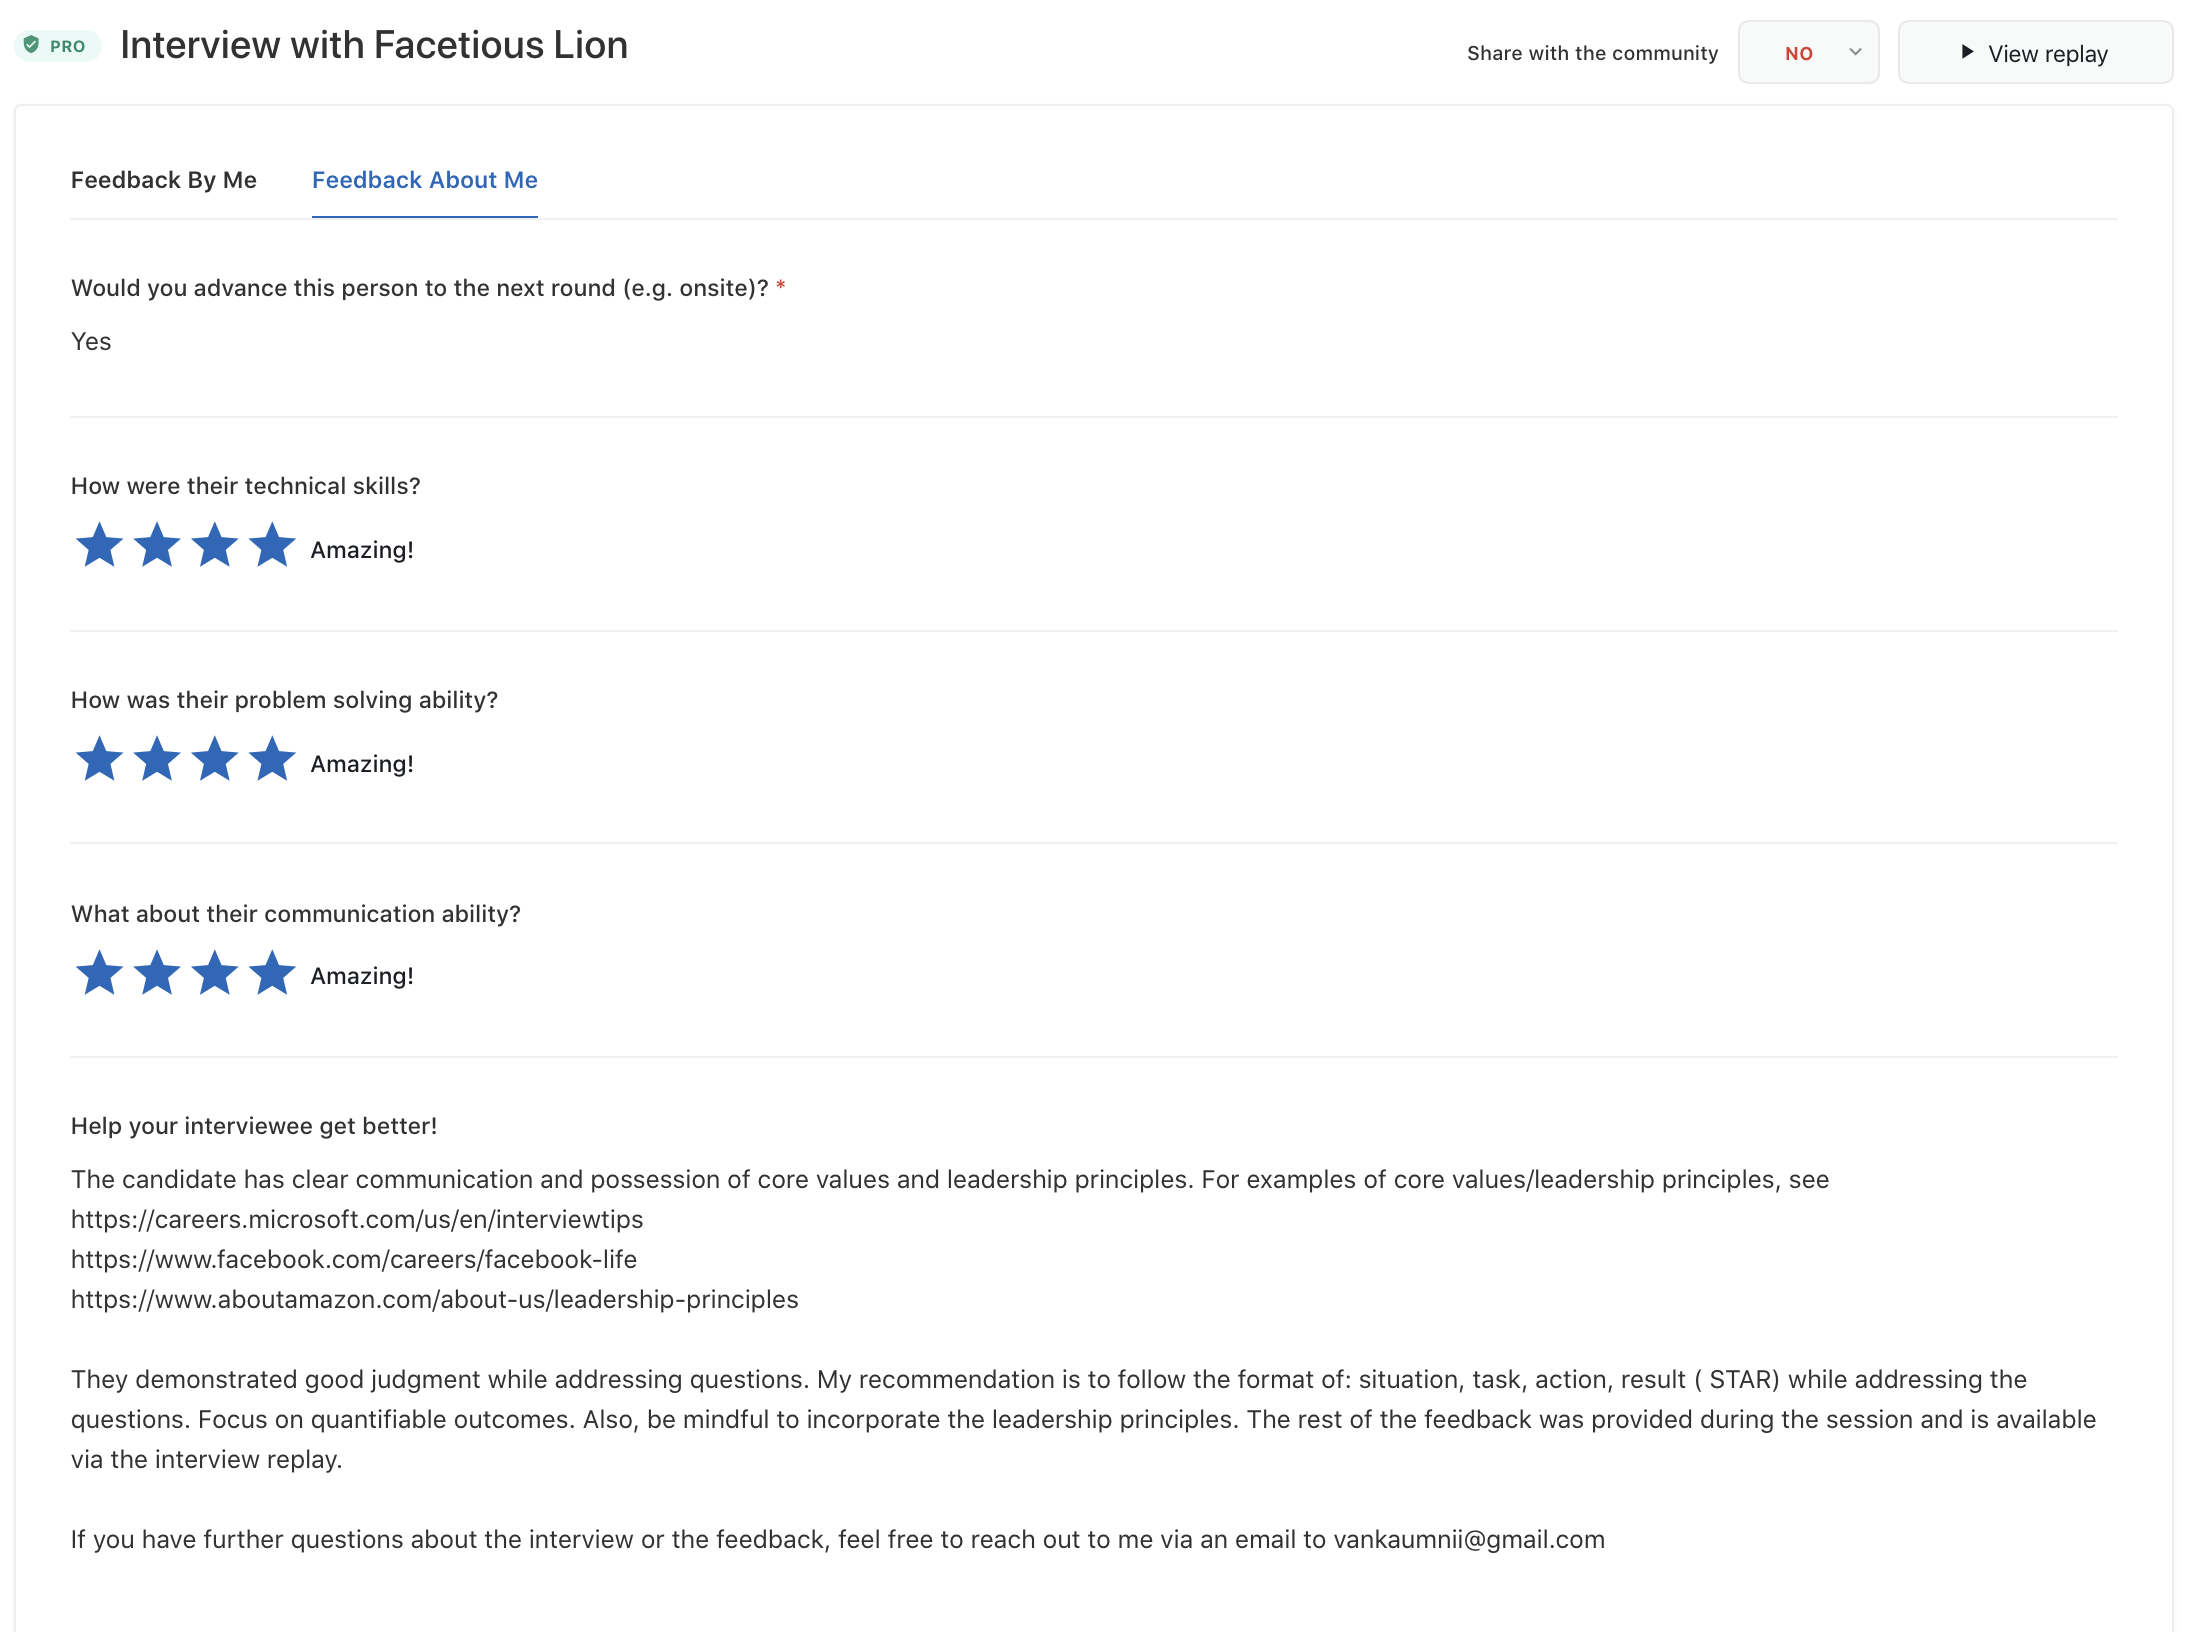 PRO Interview with Facetious Lion
Share with the community NO View replay
Feedback By Me Feedback About Me
Would you advance this person to the next round (e.g. onsite)? *
Yes
How were their technical skills?
Amazing!
How was their problem solving ability?
Amazing!
What about their communication ability?
Amazing!
Help your interviewee get better!
The candidate has clear communication and possession of core values and leadership principles. For examples of core values/leadership principles, see
https://careers.microsoft.com/us/en/interviewtips
https://www.facebook.com/careers/facebook-life
https://www.aboutamazon.com/about-us/leadership-principles
They demonstrated good judgment while addressing questions. My recommendation is to follow the format of: situation, task, action, result ( STAR) while addressing the
questions. Focus on quantifiable outcomes. Also, be mindful to incorporate the leadership principles. The rest of the feedback was provided during the session and is available
via the interview replay.
If you have further questions about the interview or the feedback, feel free to reach out to me via an email to vankaumnii@gmail.com